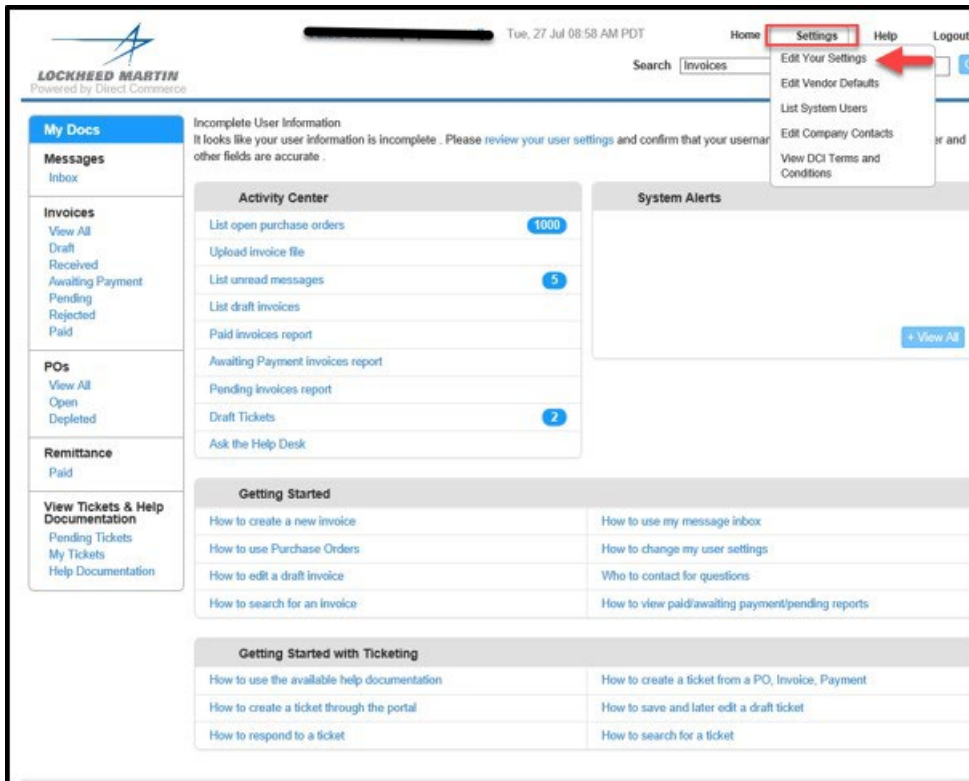 Tue, 27 Jul 08:58 AM PDT
Home Settings Help Logout
LOCKHEED MARTIN
Powered by Direct Commerce
Search Invoices
Edit Your Settings
Edit Vendor Defaults
List System Users
Edit Company Contacts
View DCI Terms and
Conditions
My Docs
Messages
Inbox
Invoices
View All
Draft
Received
Awaiting Payment
Pending
Rejected
Paid
POs
View All
Open
Depleted
Remittance
Paid
View Tickets & Help
Documentation
Pending Tickets
My Tickets
Help Documentation
Incomplete User Information
It looks like your user information is incomplete . Please review your user settings and confirm that your and
other fields are accurate .
Activity Center
List open purchase orders 1000
Upload invoice file
List unread messages 5
List draft invoices
Paid invoices report
Awaiting Payment invoices report
Pending invoices report
Draft Tickets 2
Ask the Help Desk
System Alerts
+ View All
Getting Started
How to create a new invoice How to use my message inbox
How to use Purchase Orders How to change my user settings
How to edit a draft invoice Who to contact for questions
How to search for an invoice How to view paid/awaiting payment/pending reports
Getting Started with Ticketing
How to use the available help documentation How to create a ticket from a PO, Invoice, Payment
How to create a ticket through the portal How to save and later edit a draft ticket
How to respond to a ticket How to search for a ticket